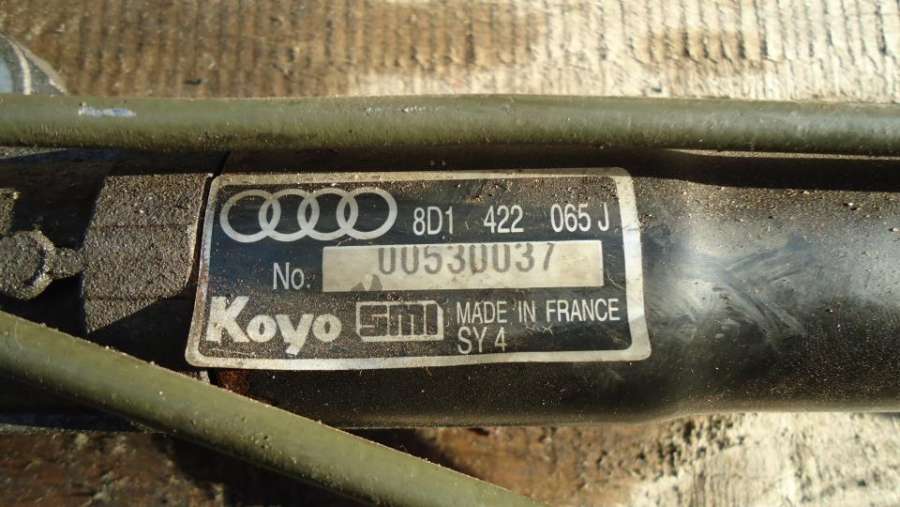 8D1 422 065 J
No. 00530037
Koyo SMI MADE IN FRANCE
SY 4